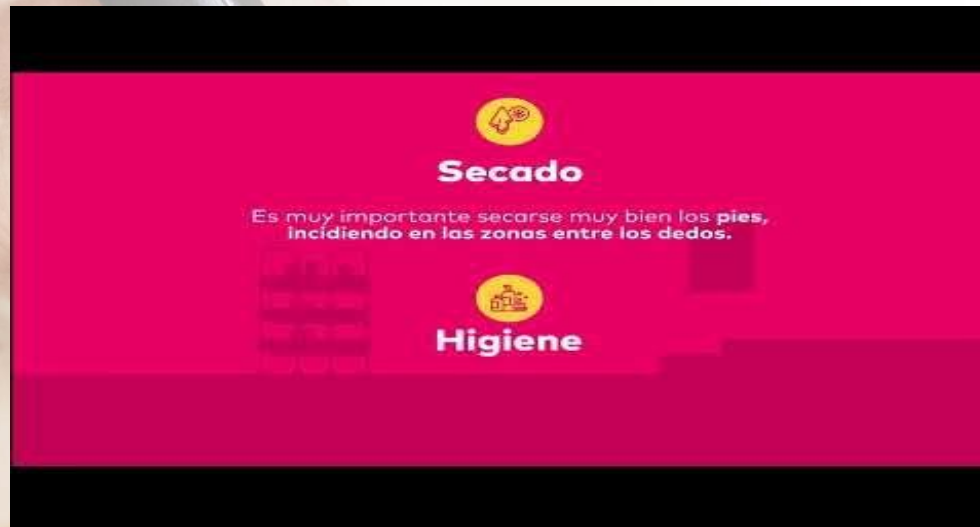 Secado
Es muy importante secarse muy bien los pies,
incidiendo en las zonas entre los dedos.
Higiene